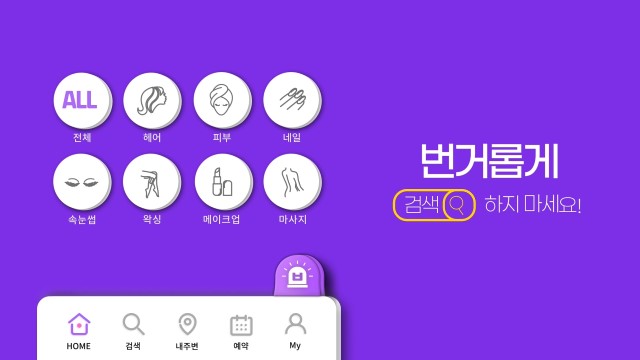 ALL
전체 헤어 피부 네일
속눈썹 왁싱 메이크업 마사지
번거롭게
검색 하지 마세요!
HOME 검색 내주변 예약 My